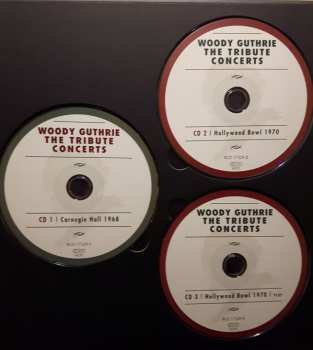 WOODY GUTHRIE
THE TRIBUTE
CONCERTS
CD 1 | Carnegie Hall 1968
WOODY GUTHRIE
THE TRIBUTE
CONCERTS
CD 2 | Hollywood Bowl 1970
WOODY GUTHRIE
THE TRIBUTE
CONCERTS
CD 3 | Hollywood Bowl 1970